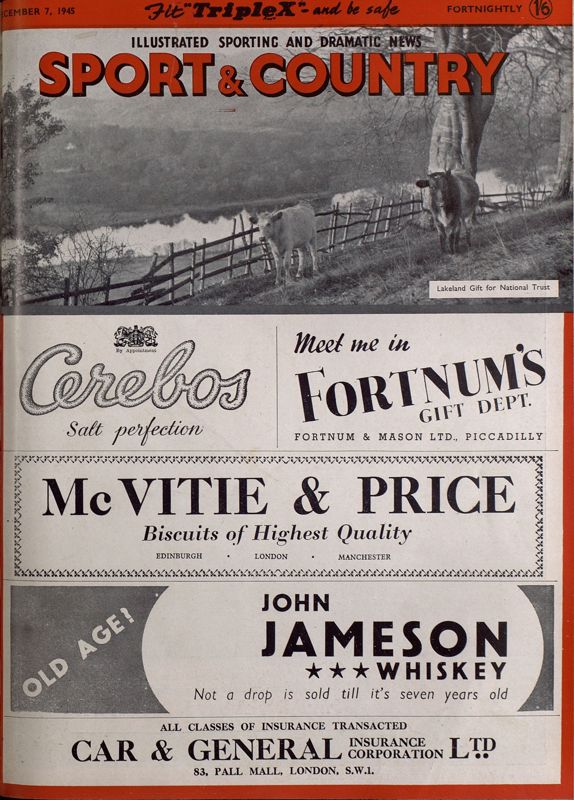 ECEMBER 7, 1945
Fit "TripleX" - and be safe
FORTNIGHTLY 1/6
ILLUSTRATED SPORTING AND DRAMATIC NEWS
SPORT & COUNTRY
Lakeland Gift for National Trust
By Appointment
Cerebos
Salt perfection
Meet me in
FORTNUM'S
GIFT DEPT.
FORTNUM & MASON LTD., PICCADILLY
McVITIE & PRICE
Biscuits of Highest Quality
EDINBURGH · LONDON · MANCHESTER
OLD AGE?
JOHN
JAMESON
★★★WHISKEY
Not a drop is sold till it's seven years old
ALL CLASSES OF INSURANCE TRANSACTED
CAR & GENERAL INSURANCE CORPORATION LTD
83, PALL MALL, LONDON, S.W.1.